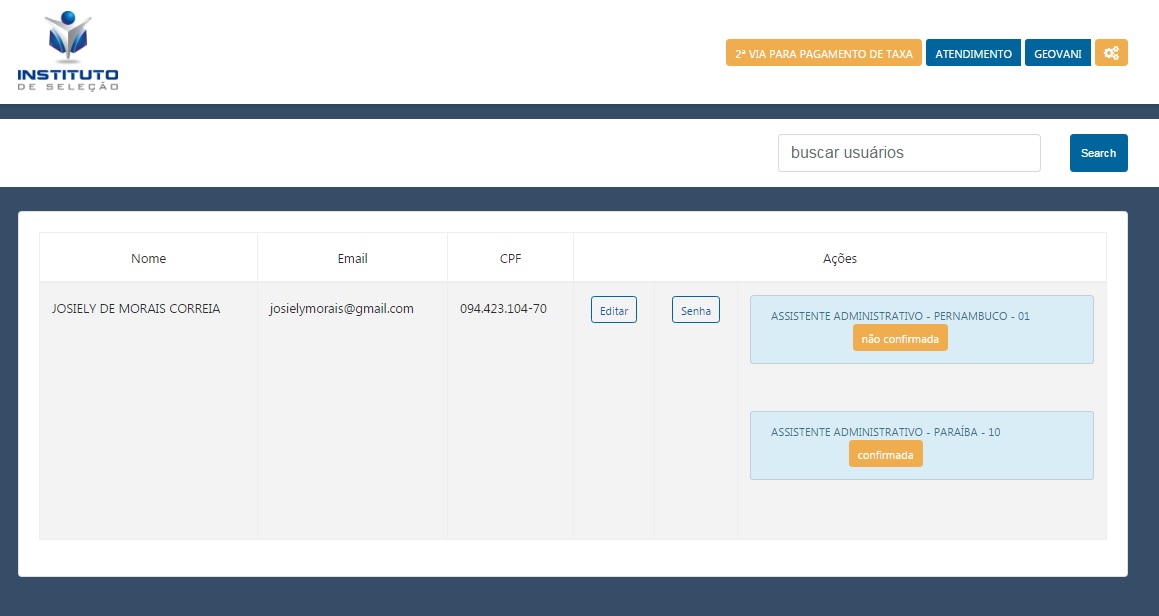 INSTITUTO
DE SELEÇÃO
2ª VIA PARA PAGAMENTO DE TAXA
ATENDIMENTO
GEOVANI
buscar usuários
Search
Nome
Email
CPF
Ações
JOSIELY DE MORAIS CORREIA
josielymorais@gmail.com
094.423.104-70
Editar
Senha
ASSISTENTE ADMINISTRATIVO - PERNAMBUCO - 01
não confirmada
ASSISTENTE ADMINISTRATIVO - PARAÍBA - 10
confirmada